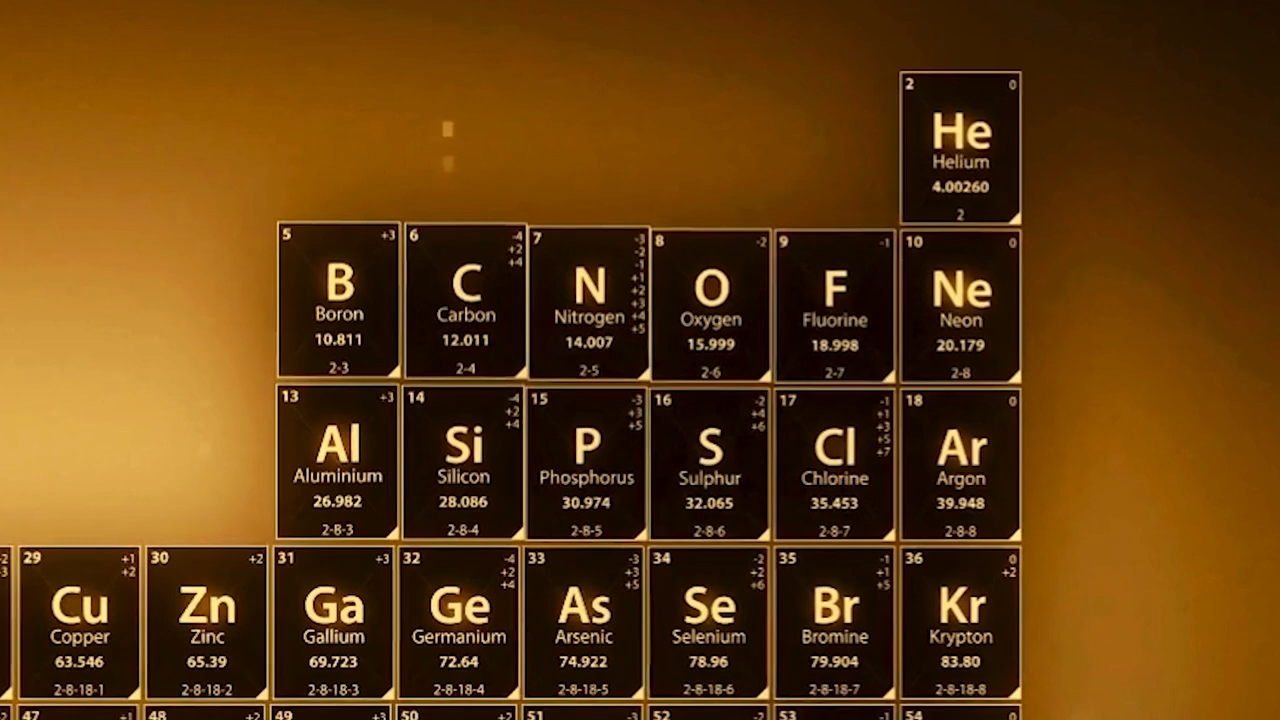 2 0
He
Helium
4.00260
2
5 +3
B
Boron
10.811
2-3
6 -4
+2
+4
C
Carbon
12.011
2-4
7 -3
-2
-1
+1
+2
+3
+4
+5
N
Nitrogen
14.007
2-5
8 -2
O
Oxygen
15.999
2-6
9 -1
F
Fluorine
18.998
2-7
10 0
Ne
Neon
20.179
2-8
13 +3
Al
Aluminium
26.982
2-8-3
14 -4
+2
+4
Si
Silicon
28.086
2-8-4
15 -3
+3
+5
P
Phosphorus
30.974
2-8-5
16 -2
+4
+6
S
Sulphur
32.065
2-8-6
17 -1
+1
+3
+5
+7
Cl
Chlorine
35.453
2-8-7
18 0
Ar
Argon
39.948
2-8-8
29 +1
+2
Cu
Copper
63.546
2-8-18-1
30 +2
Zn
Zinc
65.39
2-8-18-2
31 +3
Ga
Gallium
69.723
2-8-18-3
32 -4
+2
+4
Ge
Germanium
72.64
2-8-18-4
33 -3
+3
+5
As
Arsenic
74.922
2-8-18-5
34 -2
+2
+6
Se
Selenium
78.96
2-8-18-6
35 -1
+1
+5
Br
Bromine
79.904
2-8-18-7
36 0
+2
Kr
Krypton
83.80
2-8-18-8
47 +1
48 +2
49 +3
50 +2
51 -3
52 -2
53 -1
54 0